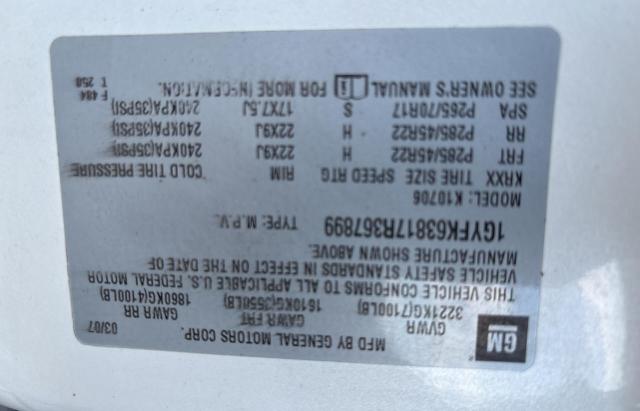 GM
MFD BY GENERAL MOTORS CORP.
03/07
GVWR GAWR FRT GAWR RR
3221KG(7100LB) 1610KG(3550LB) 1860KG(4100LB)
THIS VEHICLE CONFORMS TO ALL APPLICABLE U.S. FEDERAL MOTOR
VEHICLE SAFETY STANDARDS IN EFFECT ON THE DATE OF
MANUFACTURE SHOWN ABOVE.
1GYFK63817R367899 TYPE: M.P.V.
MODEL: K10706
KRXX TIRE SIZE SPEED RTG RIM COLD TIRE PRESSURE
FRT P285/45R22 H 22X9J 240KPA(35PSI)
RR P285/45R22 H 22X9J 240KPA(35PSI)
SPA P265/70R17 S 17X7.5J 240KPA(35PSI)
SEE OWNER'S MANUAL FOR MORE INFORMATION.
F 484
T 258